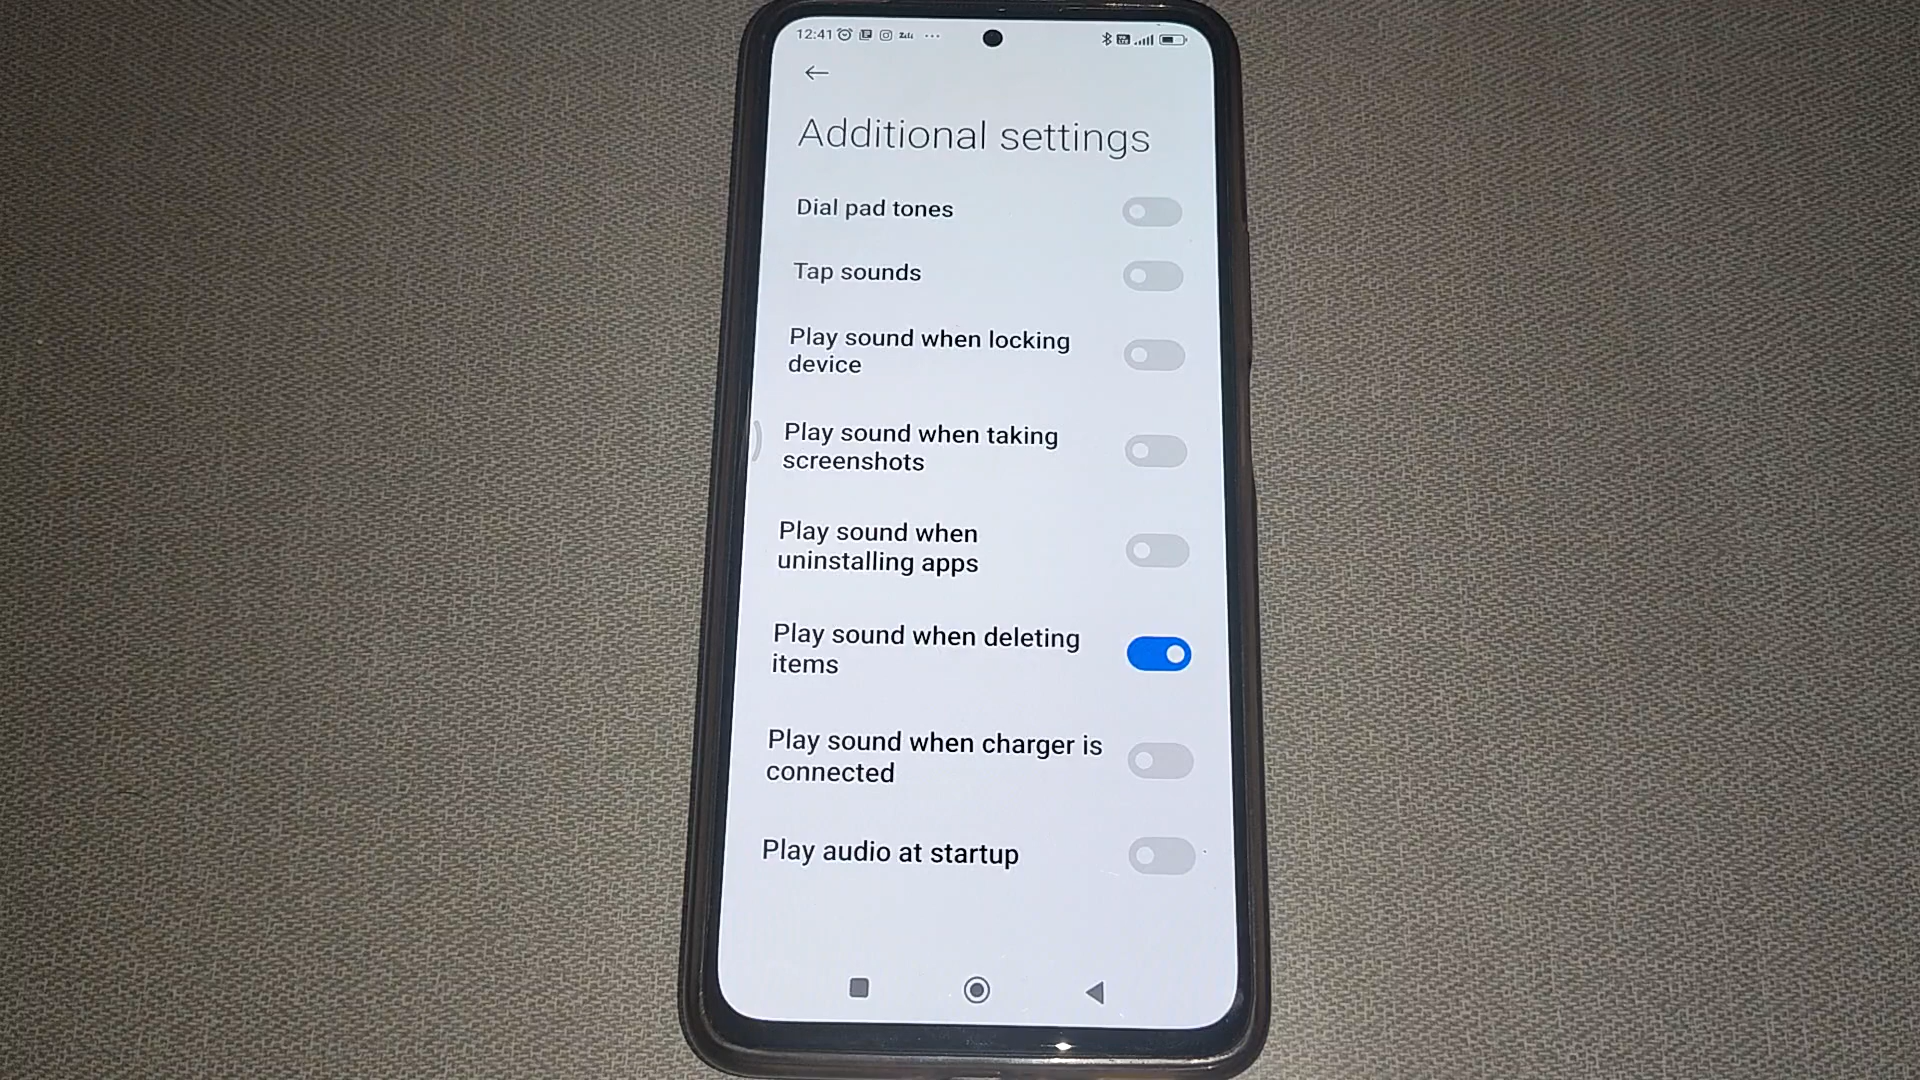 12:41
Additional settings
Dial pad tones
Tap sounds
Play sound when locking
device
Play sound when taking
screenshots
Play sound when
uninstalling apps
Play sound when deleting
items
Play sound when charger is
connected
Play audio at startup